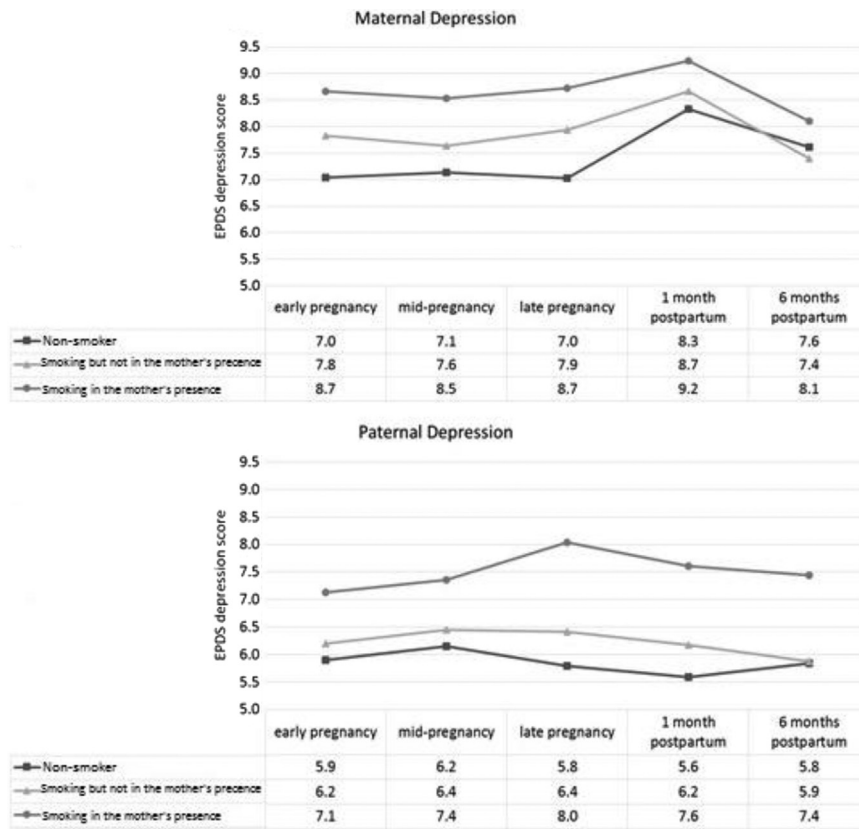 Maternal Depression
EPDS depression score
9.5
9.0
8.5
8.0
7.5
7.0
6.5
6.0
5.5
5.0
early pregnancy mid-pregnancy late pregnancy 1 month postpartum 6 months postpartum
Non-smoker 7.0 7.1 7.0 8.3 7.6
Smoking but not in the mother's precence 7.8 7.6 7.9 8.7 7.4
Smoking in the mother's presence 8.7 8.5 8.7 9.2 8.1
Paternal Depression
EPDS depression score
9.5
9.0
8.5
8.0
7.5
7.0
6.5
6.0
5.5
5.0
early pregnancy mid-pregnancy late pregnancy 1 month postpartum 6 months postpartum
Non-smoker 5.9 6.2 5.8 5.6 5.8
Smoking but not in the mother's precence 6.2 6.4 6.4 6.2 5.9
Smoking in the mother's presence 7.1 7.4 8.0 7.6 7.4